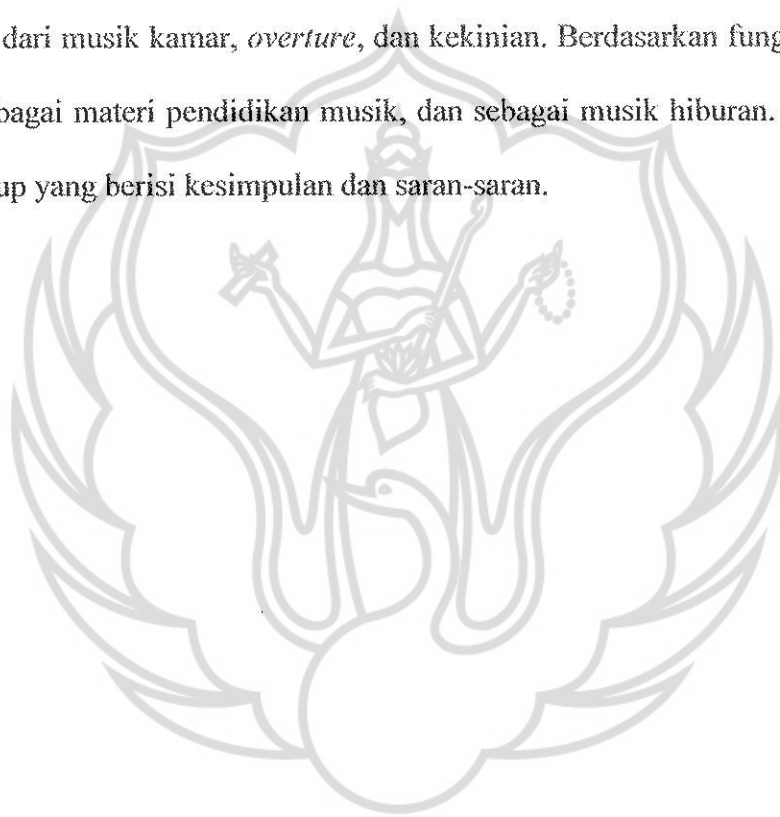 dari musik kamar, overture, dan kekinian. Berdasarkan fung
bagai materi pendidikan musik, dan sebagai musik hiburan.
up yang berisi kesimpulan dan saran-saran.